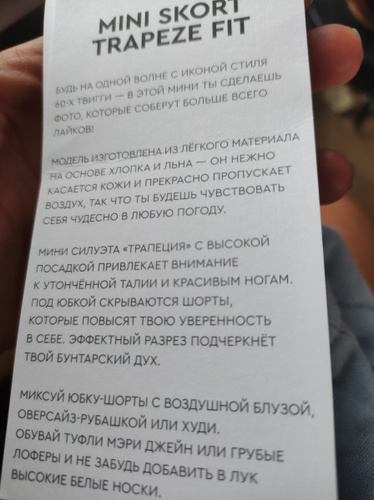 MINI SKORT
TRAPEZE FIT
БУДЬ НА ОДНОЙ ВОЛНЕ С ИКОНОЙ СТИЛЯ
60-Х ТВИГГИ — В ЭТОЙ МИНИ ТЫ СДЕЛАЕШЬ
ФОТО, КОТОРЫЕ СОБЕРУТ БОЛЬШЕ ВСЕГО
ЛАЙКОВ!
МОДЕЛЬ ИЗГОТОВЛЕНА ИЗ ЛЁГКОГО МАТЕРИАЛА
НА ОСНОВЕ ХЛОПКА И ЛЬНА — ОН НЕЖНО
КАСАЕТСЯ КОЖИ И ПРЕКРАСНО ПРОПУСКАЕТ
ВОЗДУХ, ТАК ЧТО ТЫ БУДЕШЬ ЧУВСТВОВАТЬ
СЕБЯ ЧУДЕСНО В ЛЮБУЮ ПОГОДУ.
МИНИ СИЛУЭТА «ТРАПЕЦИЯ» С ВЫСОКОЙ
ПОСАДКОЙ ПРИВЛЕКАЕТ ВНИМАНИЕ
К УТОНЧЁННОЙ ТАЛИИ И КРАСИВЫМ НОГАМ.
ПОД ЮБКОЙ СКРЫВАЮТСЯ ШОРТЫ,
КОТОРЫЕ ПОВЫСЯТ ТВОЮ УВЕРЕННОСТЬ
В СЕБЕ. ЭФФЕКТНЫЙ РАЗРЕЗ ПОДЧЕРКНЁТ
ТВОЙ БУНТАРСКИЙ ДУХ.
МИКСУЙ ЮБКУ-ШОРТЫ С ВОЗДУШНОЙ БЛУЗОЙ,
ОВЕРСАЙЗ-РУБАШКОЙ ИЛИ ХУДИ.
ОБУВАЙ ТУФЛИ МЭРИ ДЖЕЙН ИЛИ ГРУБЫЕ
ЛОФЕРЫ И НЕ ЗАБУДЬ ДОБАВИТЬ В ЛУК
ВЫСОКИЕ БЕЛЫЕ НОСКИ.